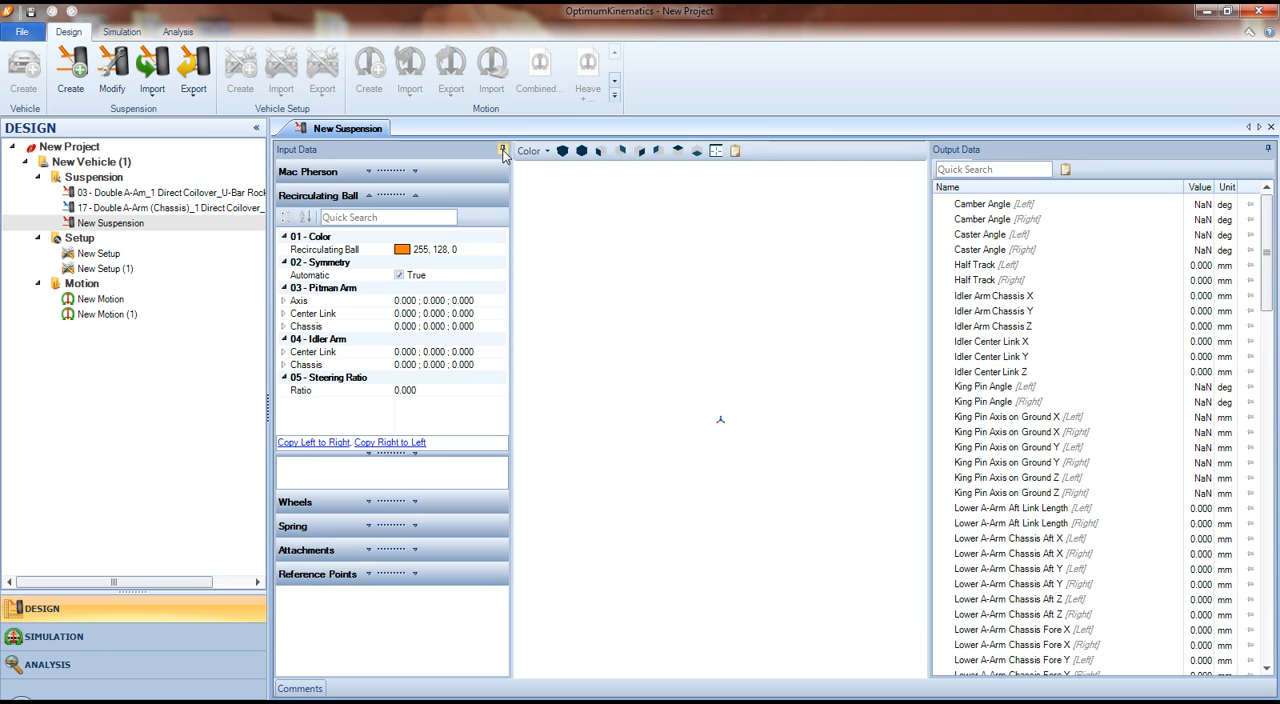 OptimumKinematics - New Project
File
Design
Simulation
Analysis
Create
Create
Modify
Import
Export
Create
Import
Export
Create
Import
Export
Import
Combined...
Heave
+ ...
Vehicle
Suspension
Vehicle Setup
Motion
DESIGN
New Project
New Vehicle (1)
Suspension
03 - Double A-Am_1 Direct Coilover_U-Bar Rock
17 - Double A-Arm (Chassis)_1 Direct Coilover_
New Suspension
Setup
New Setup
New Setup (1)
Motion
New Motion
New Motion (1)
DESIGN
SIMULATION
ANALYSIS
New Suspension
Input Data
Mac Pherson
Recirculating Ball
Quick Search
01 - Color
Recirculating Ball 255, 128, 0
02 - Symmetry
Automatic True
03 - Pitman Arm
Axis 0.000 ; 0.000 ; 0.000
Center Link 0.000 ; 0.000 ; 0.000
Chassis 0.000 ; 0.000 ; 0.000
04 - Idler Arm
Center Link 0.000 ; 0.000 ; 0.000
Chassis 0.000 ; 0.000 ; 0.000
05 - Steering Ratio
Ratio 0.000
Copy Left to Right, Copy Right to Left
Wheels
Spring
Attachments
Reference Points
Comments
Color
Output Data
Quick Search
Name Value Unit
Camber Angle [Left] NaN deg
Camber Angle [Right] NaN deg
Caster Angle [Left] NaN deg
Caster Angle [Right] NaN deg
Half Track [Left] 0.000 mm
Half Track [Right] 0.000 mm
Idler Arm Chassis X 0.000 mm
Idler Arm Chassis Y 0.000 mm
Idler Arm Chassis Z 0.000 mm
Idler Center Link X 0.000 mm
Idler Center Link Y 0.000 mm
Idler Center Link Z 0.000 mm
King Pin Angle [Left] NaN deg
King Pin Angle [Right] NaN deg
King Pin Axis on Ground X [Left] NaN mm
King Pin Axis on Ground X [Right] NaN mm
King Pin Axis on Ground Y [Left] NaN mm
King Pin Axis on Ground Y [Right] NaN mm
King Pin Axis on Ground Z [Left] NaN mm
King Pin Axis on Ground Z [Right] NaN mm
Lower A-Arm Aft Link Length [Left] 0.000 mm
Lower A-Arm Aft Link Length [Right] 0.000 mm
Lower A-Arm Chassis Aft X [Left] 0.000 mm
Lower A-Arm Chassis Aft X [Right] 0.000 mm
Lower A-Arm Chassis Aft Y [Left] 0.000 mm
Lower A-Arm Chassis Aft Y [Right] 0.000 mm
Lower A-Arm Chassis Aft Z [Left] 0.000 mm
Lower A-Arm Chassis Aft Z [Right] 0.000 mm
Lower A-Arm Chassis Fore X [Left] 0.000 mm
Lower A-Arm Chassis Fore X [Right] 0.000 mm
Lower A-Arm Chassis Fore Y [Left] 0.000 mm